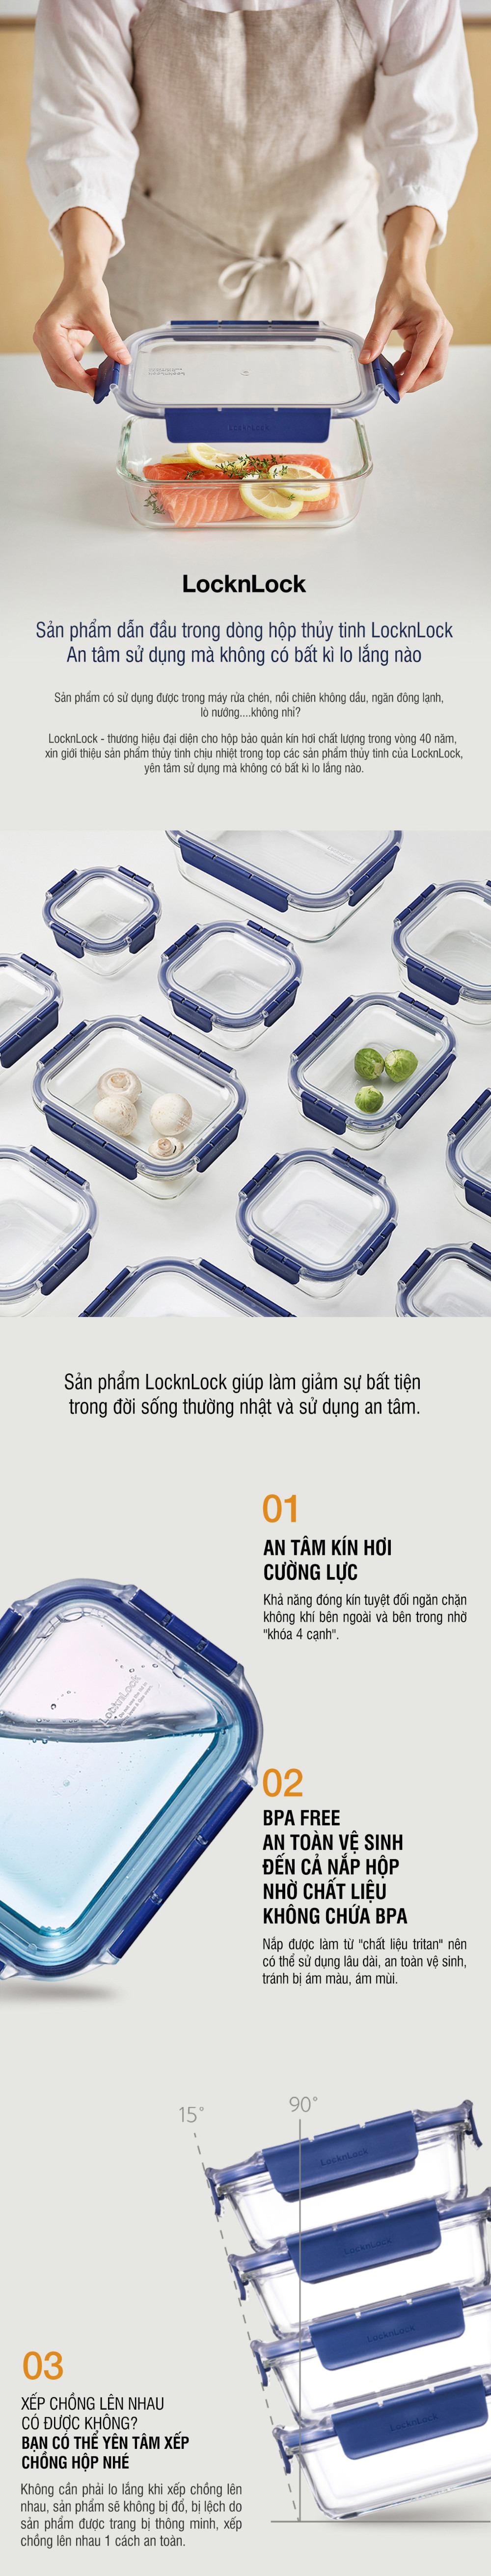 LocknLock
Sản phẩm dẫn đầu trong dòng hộp thủy tinh LocknLock
An tâm sử dụng mà không có bất kì lo lắng nào
Sản phẩm có sử dụng được trong máy rửa chén, nồi chiên không dầu, ngăn đông lạnh,
lò nướng....không nhỉ?
LocknLock - thương hiệu đại diện cho hộp bảo quản kín hơi chất lượng trong vòng 40 năm,
xin giới thiệu sản phẩm thủy tinh chịu nhiệt trong top các sản phẩm thủy tinh của LocknLock,
yên tâm sử dụng mà không có bất kì lo lắng nào.
Sản phẩm LocknLock giúp làm giảm sự bất tiện
trong đời sống thường nhật và sử dụng an tâm.
01
AN TÂM KÍN HƠI
CƯỜNG LỰC
Khả năng đóng kín tuyệt đối ngăn chặn
không khí bên ngoài và bên trong nhờ
"khóa 4 cạnh".
LocknLock
02
BPA FREE
AN TOÀN VỆ SINH
ĐẾN CẢ NẮP HỘP
NHỜ CHẤT LIỆU
KHÔNG CHỨA BPA
Nắp được làm từ "chất liệu tritan" nên
có thể sử dụng lâu dài, an toàn vệ sinh,
tránh bị ám màu, ám mùi.
15°
90°
LocknLock
LocknLock
LocknLock
LocknLock
03
XẾP CHỒNG LÊN NHAU
CÓ ĐƯỢC KHÔNG?
BẠN CÓ THỂ YÊN TÂM XẾP
CHỒNG HỘP NHÉ
Không cần phải lo lắng khi xếp chồng lên
nhau, sản phẩm sẽ không bị đổ, bị lệch do
sản phẩm được trang bị thông minh, xếp
chồng lên nhau 1 cách an toàn.